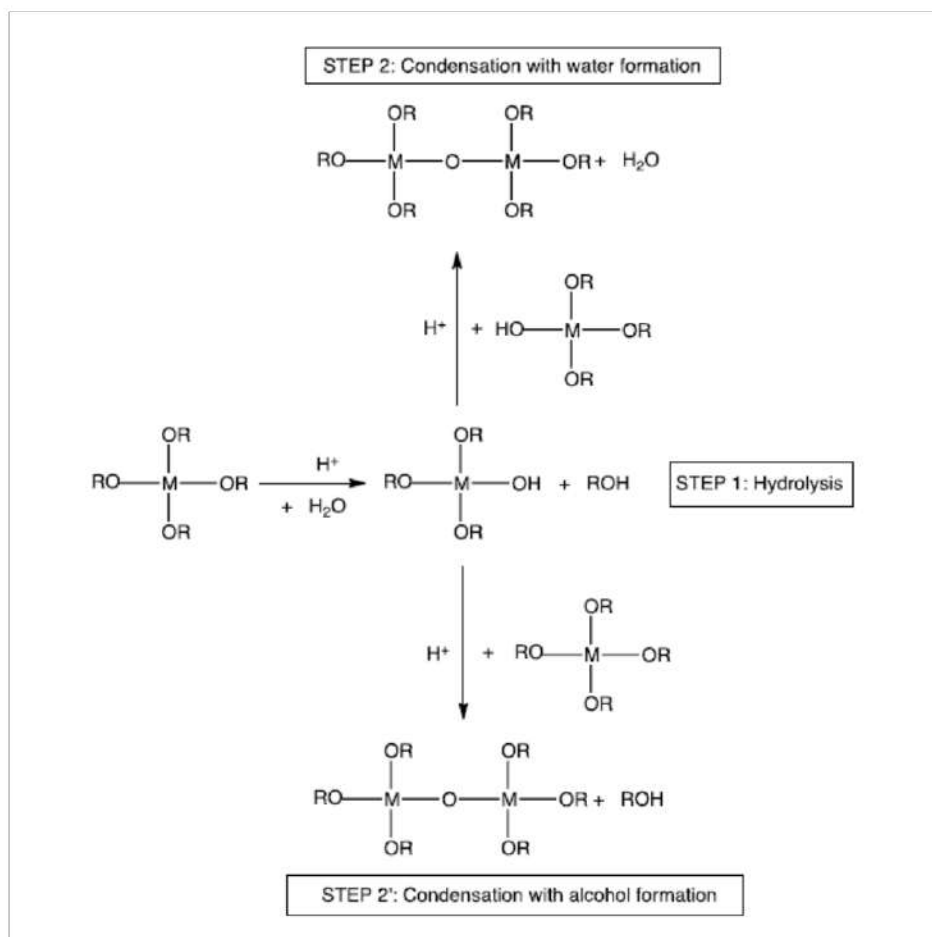 STEP 2: Condensation with water formation
OR OR
RO—M—O—M—OR + H₂O
OR OR
OR
H⁺ + HO—M—OR
OR
OR OR
RO—M—OR H⁺ + H₂O RO—M—OH + ROH STEP 1: Hydrolysis
OR OR
OR
H⁺ + RO—M—OR
OR
OR OR
RO—M—O—M—OR + ROH
OR OR
STEP 2': Condensation with alcohol formation